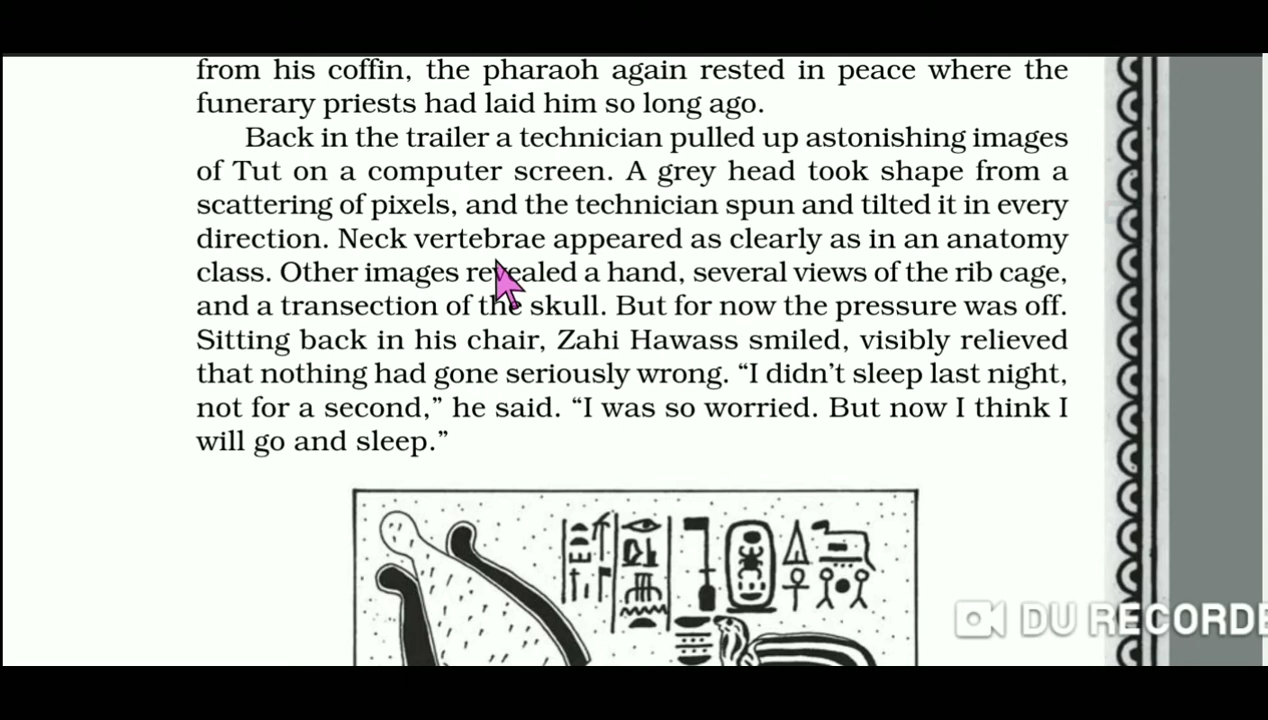 from his coffin, the pharaoh again rested in peace where the
funerary priests had laid him so long ago.
Back in the trailer a technician pulled up astonishing images
of Tut on a computer screen. A grey head took shape from a
scattering of pixels, and the technician spun and tilted it in every
direction. Neck vertebrae appeared as clearly as in an anatomy
class. Other images revealed a hand, several views of the rib cage,
and a transection of the skull. But for now the pressure was off.
Sitting back in his chair, Zahi Hawass smiled, visibly relieved
that nothing had gone seriously wrong. “I didn’t sleep last night,
not for a second,” he said. “I was so worried. But now I think I
will go and sleep.”
DU RECORDE